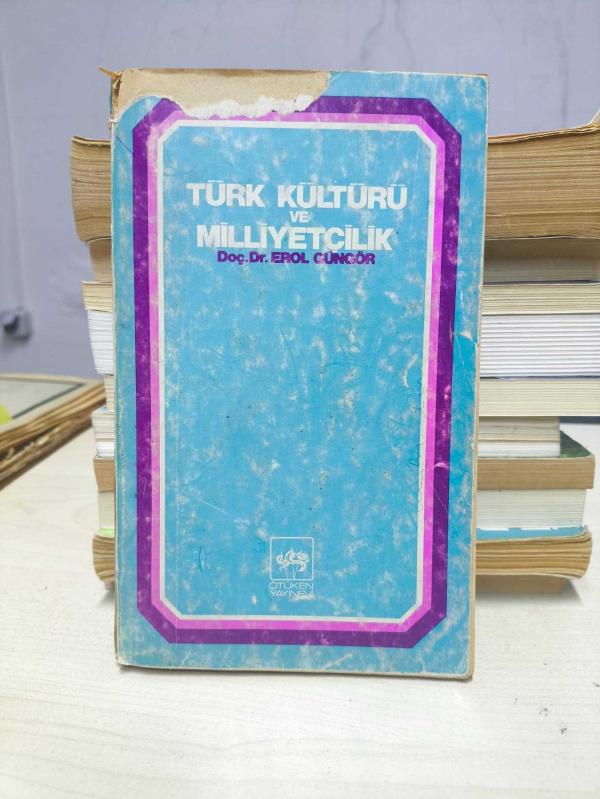 TÜRK KÜLTÜRÜ
VE
MİLLİYETÇİLİK
Doç.Dr. EROL GÜNGÖR
ÖTÜKEN
YAYINEVİ